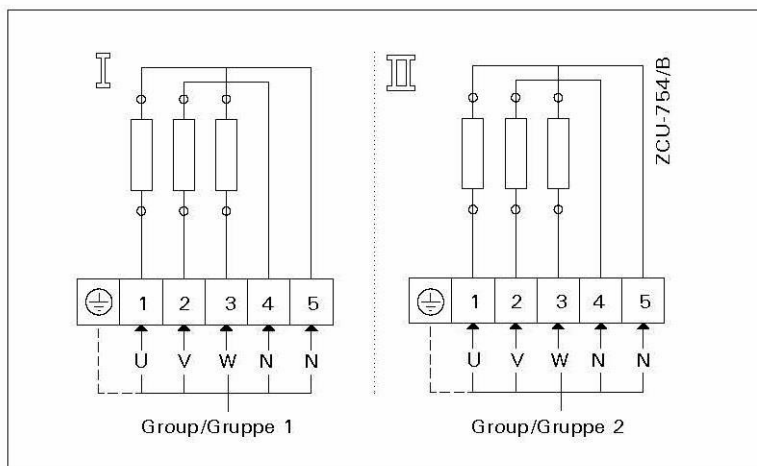 I
II
ZCU-754/B
1 2 3 4 5
1 2 3 4 5
U V W N N
U V W N N
Group/Gruppe 1
Group/Gruppe 2